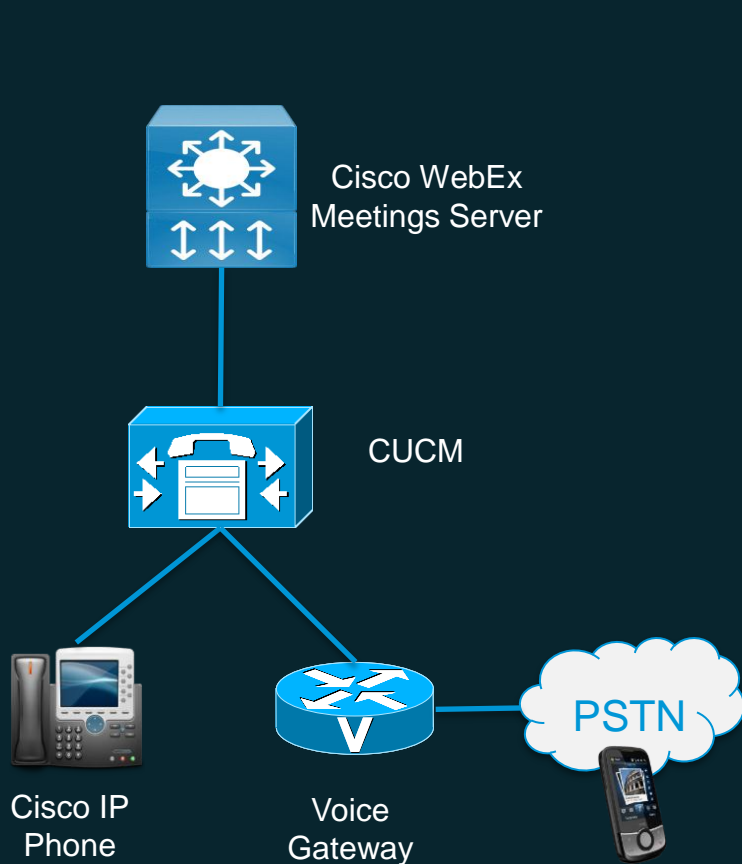 Cisco WebEx
Meetings Server
CUCM
PSTN
V
Cisco IP
Phone
Voice
Gateway